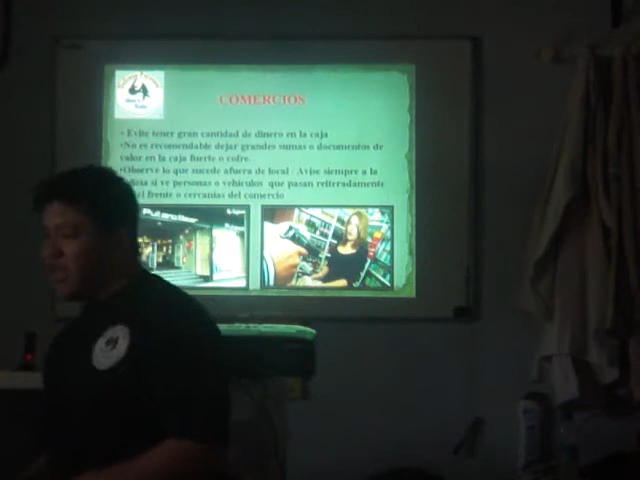 COMERCIOS
• Evite tener gran cantidad de dinero en la caja
•No es recomendable dejar grandes sumas o documentos de
valor en la caja fuerte o cofre.
•Observe lo que sucede afuera de local / Avise siempre a la
si ve personas o vehículos que pasan reiteradamente
el frente o cercanías del comercio